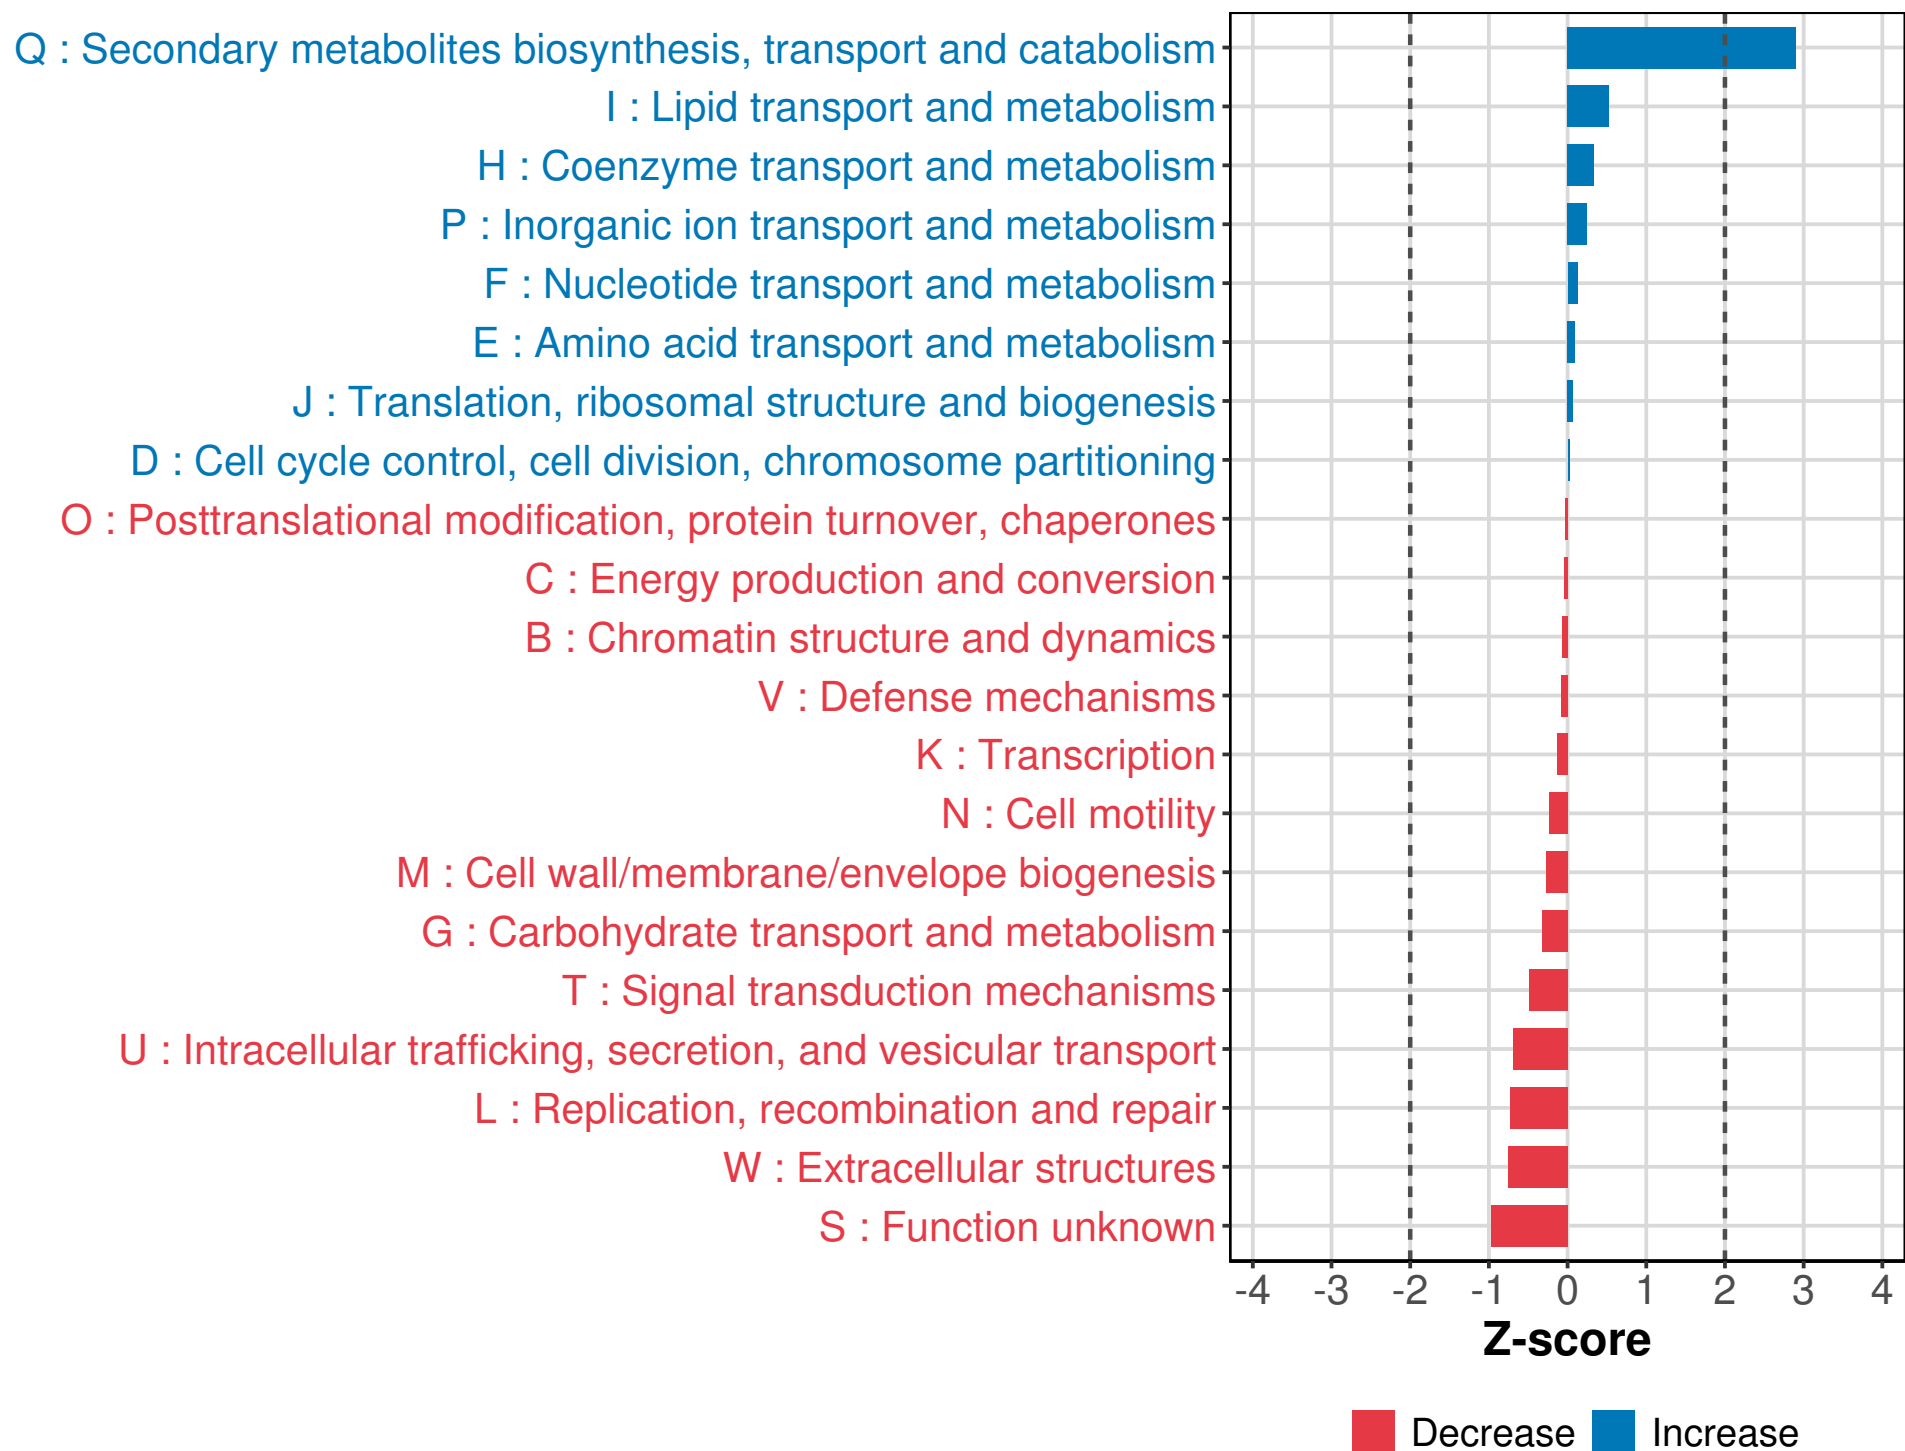 Q : Secondary metabolites biosynthesis, transport and catabolism
I : Lipid transport and metabolism
H : Coenzyme transport and metabolism
P : Inorganic ion transport and metabolism
F : Nucleotide transport and metabolism
E : Amino acid transport and metabolism
J : Translation, ribosomal structure and biogenesis
D : Cell cycle control, cell division, chromosome partitioning
O : Posttranslational modification, protein turnover, chaperones
C : Energy production and conversion
B : Chromatin structure and dynamics
V : Defense mechanisms
K : Transcription
N : Cell motility
M : Cell wall/membrane/envelope biogenesis
G : Carbohydrate transport and metabolism
T : Signal transduction mechanisms
U : Intracellular trafficking, secretion, and vesicular transport
L : Replication, recombination and repair
W : Extracellular structures
S : Function unknown
-4 -3 -2 -1 0 1 2 3 4
Z-score
Decrease Increase